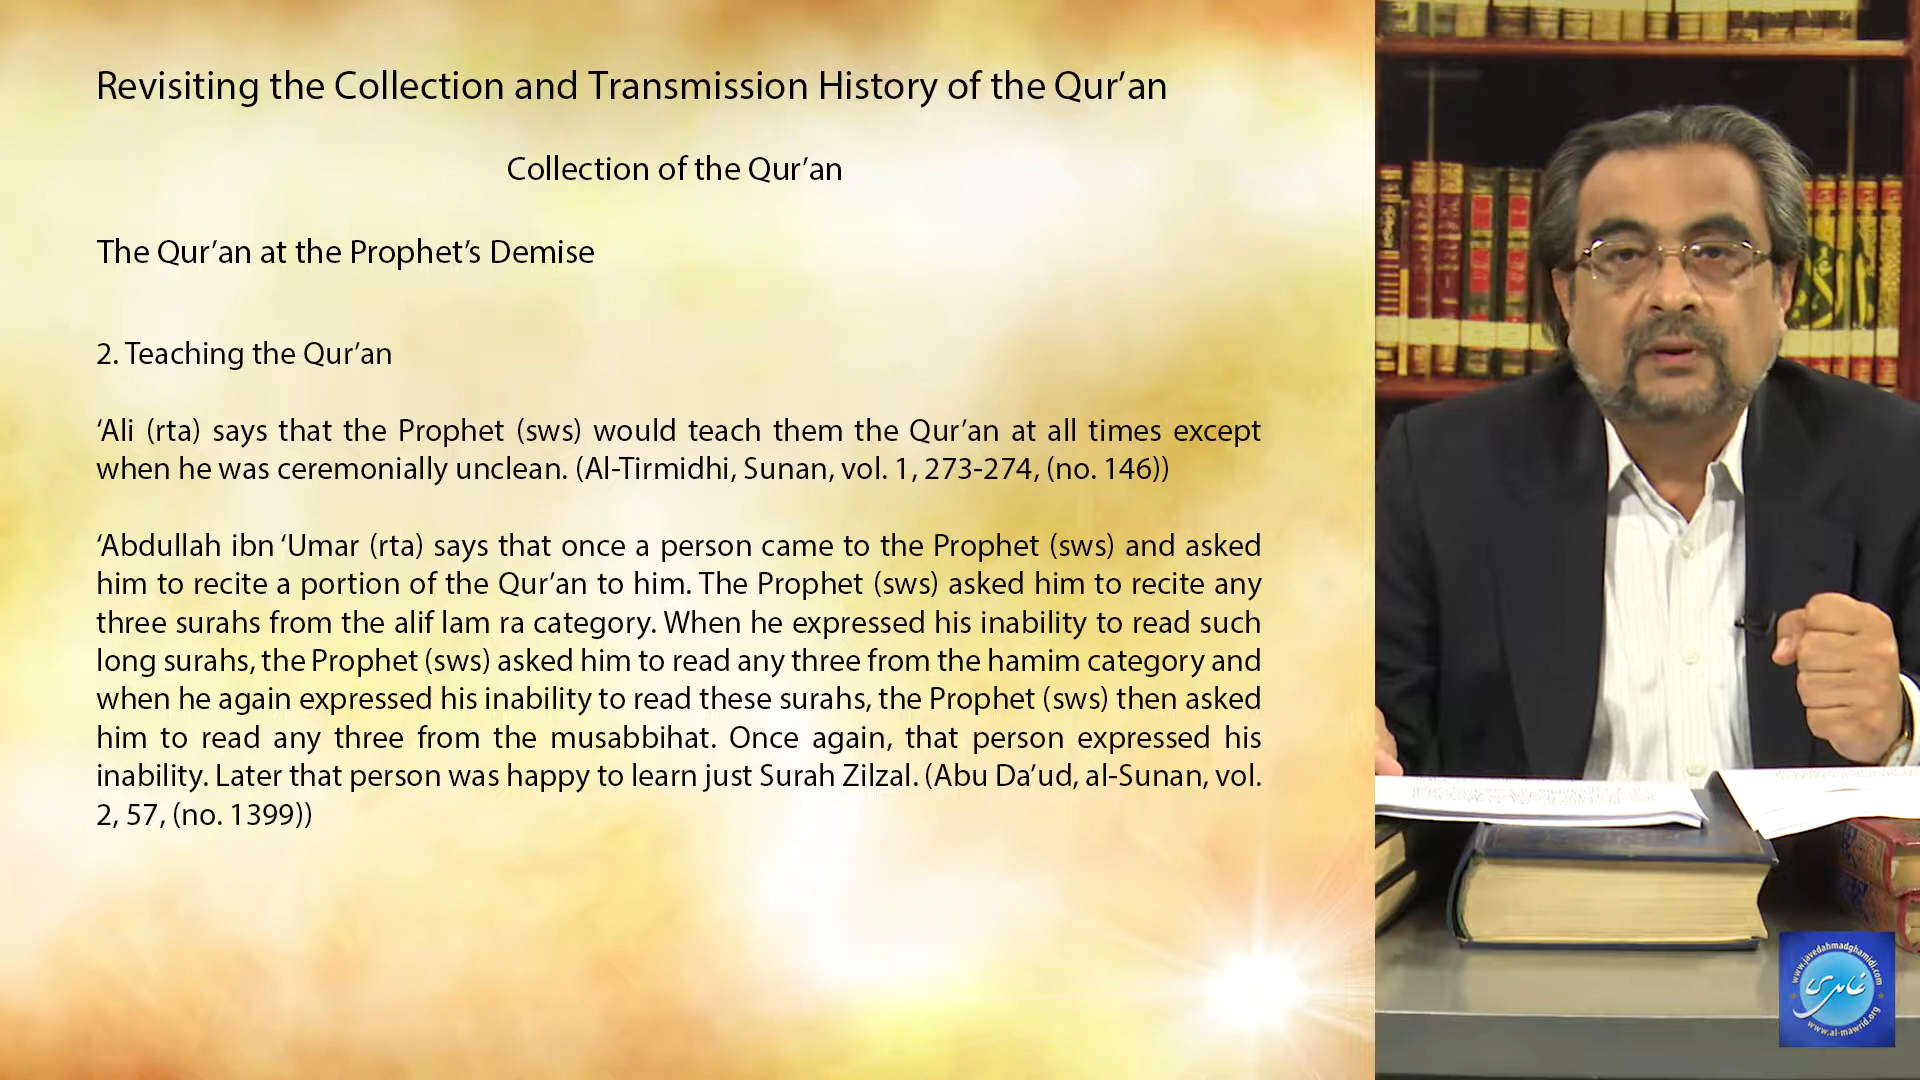 Revisiting the Collection and Transmission History of the Qur’an
Collection of the Qur’an
The Qur’an at the Prophet’s Demise
2. Teaching the Qur’an
‘Ali (rta) says that the Prophet (sws) would teach them the Qur’an at all times except
when he was ceremonially unclean. (Al-Tirmidhi, Sunan, vol. 1, 273-274, (no. 146))
‘Abdullah ibn ‘Umar (rta) says that once a person came to the Prophet (sws) and asked
him to recite a portion of the Qur’an to him. The Prophet (sws) asked him to recite any
three surahs from the alif lam ra category. When he expressed his inability to read such
long surahs, the Prophet (sws) asked him to read any three from the hamim category and
when he again expressed his inability to read these surahs, the Prophet (sws) then asked
him to read any three from the musabbihat. Once again, that person expressed his
inability. Later that person was happy to learn just Surah Zilzal. (Abu Da’ud, al-Sunan, vol.
2, 57, (no. 1399))
www.javedahmadghamidi.com
غامدی
www.al-mawrid.org